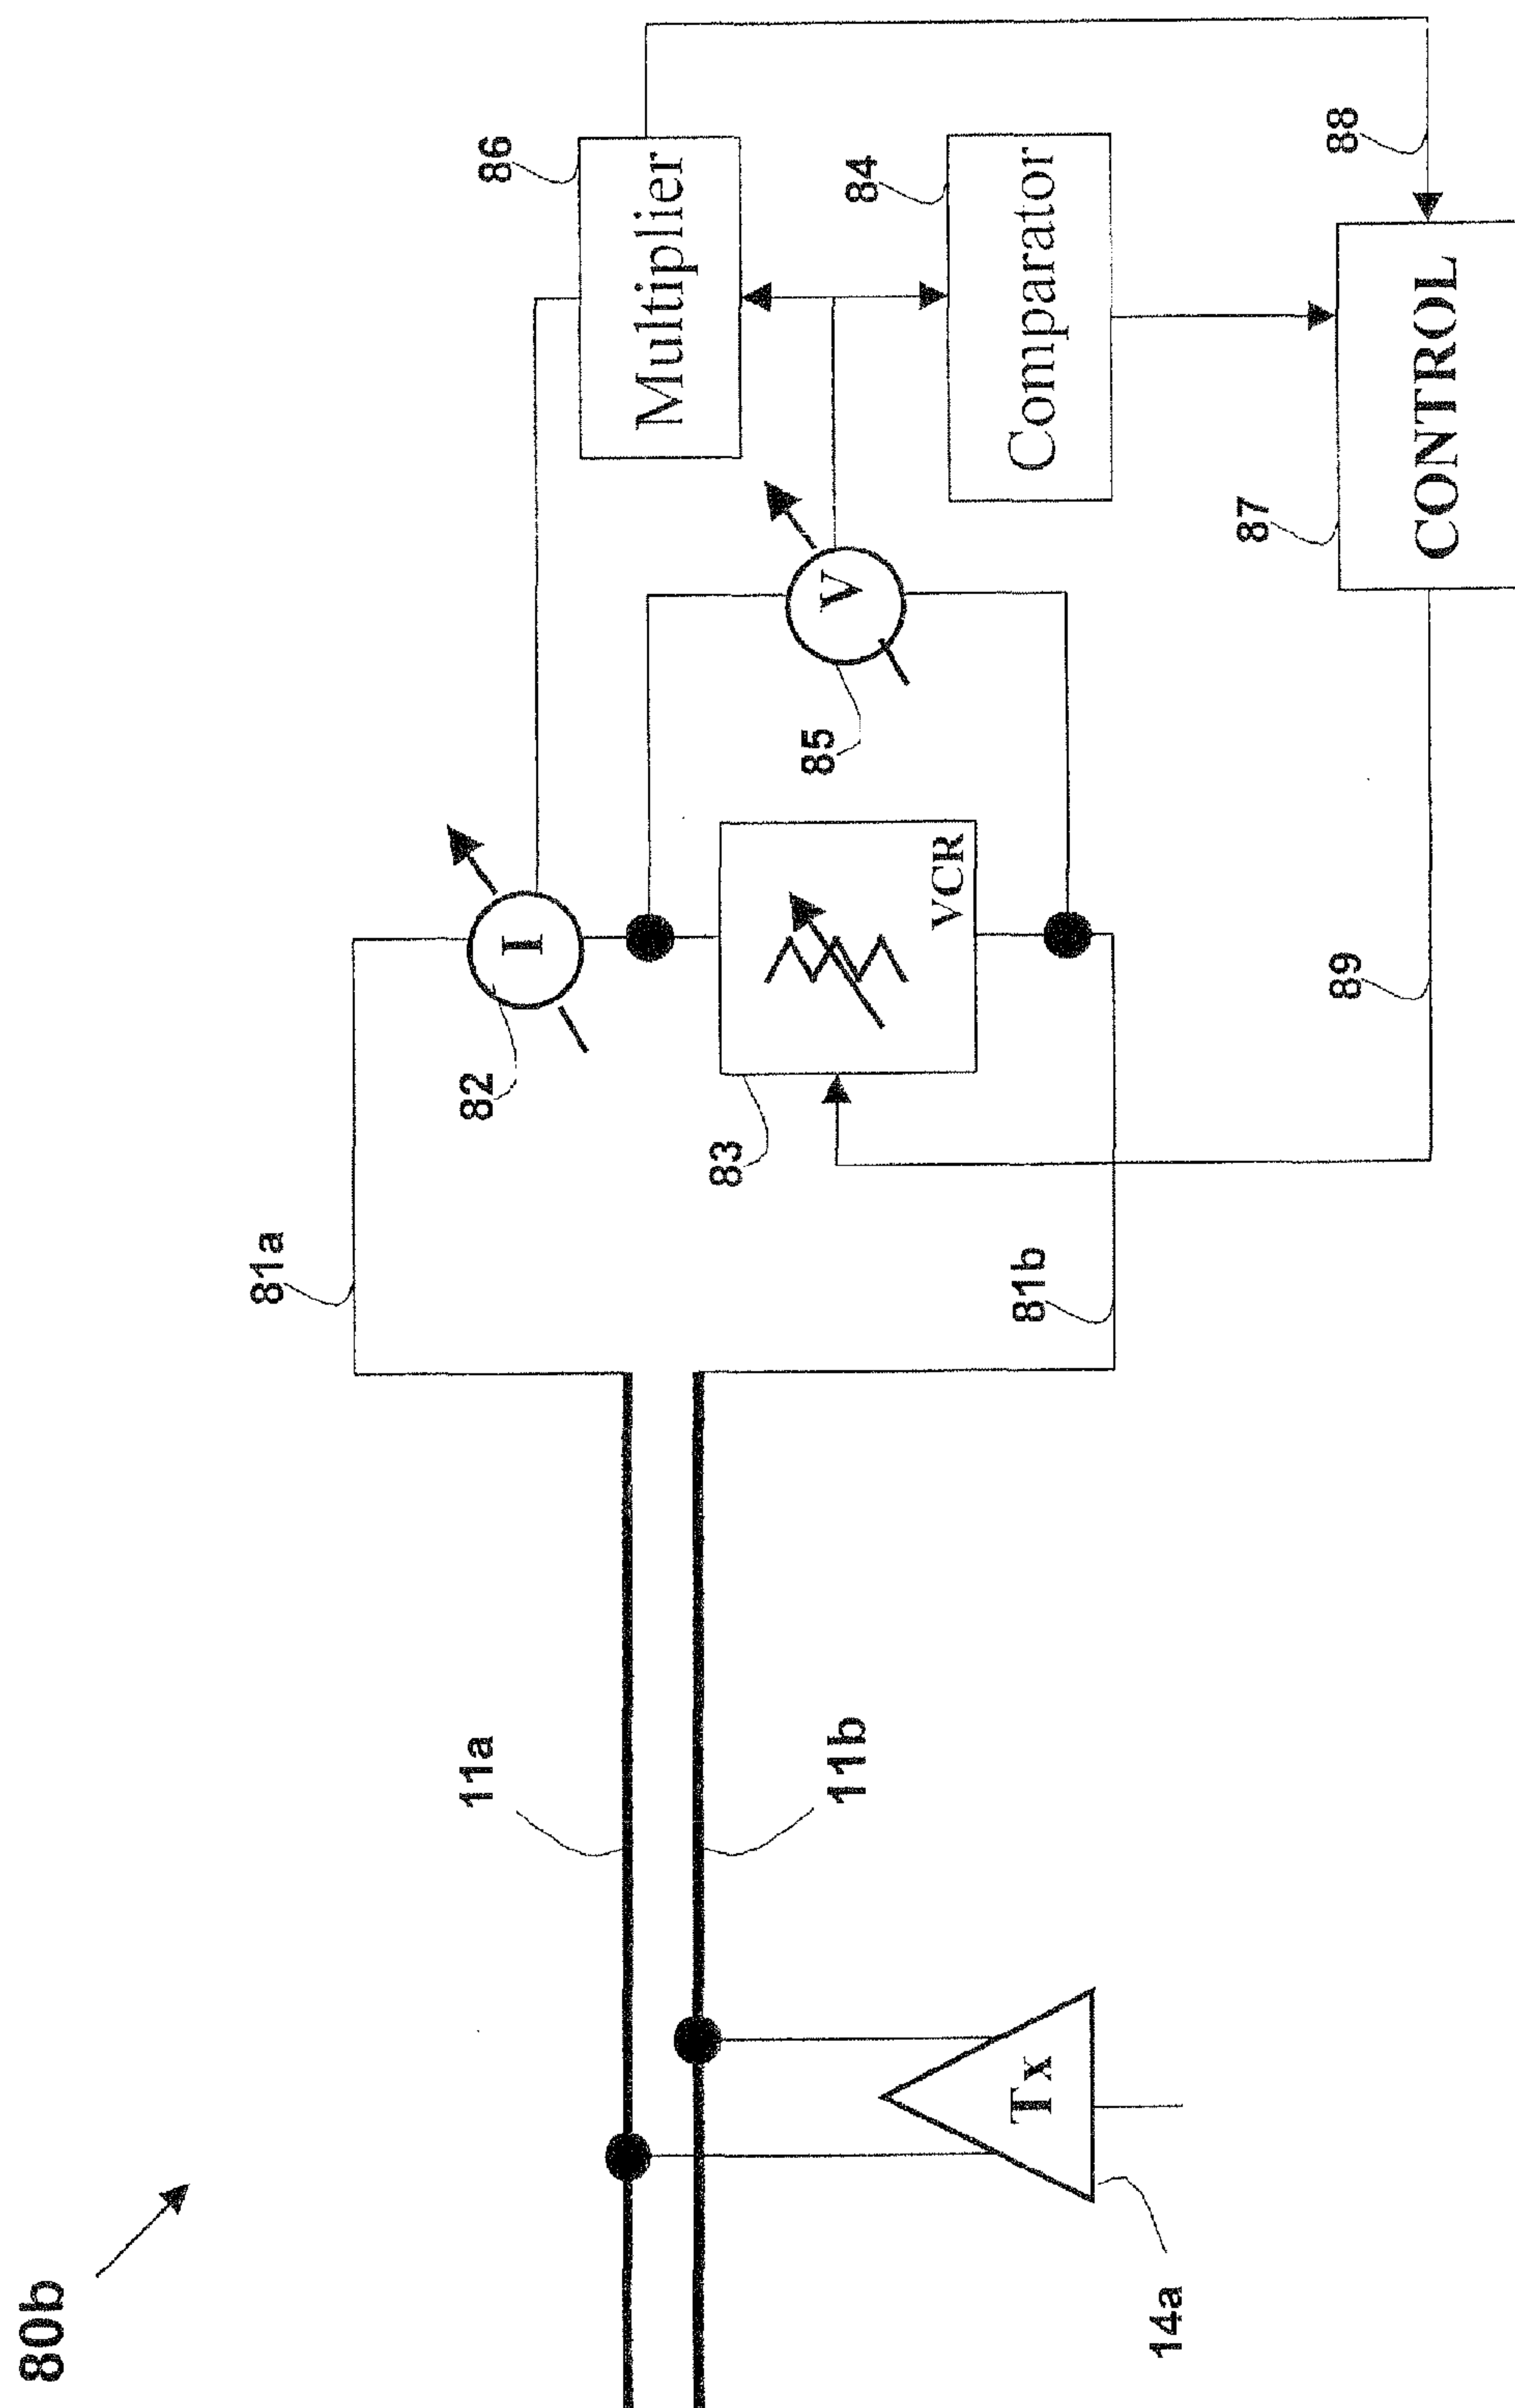 80b
81a
82
I
86
Multiplier
11a
83
VCR
85
V
84
Comparator
11b
81b
14a
Tx
89
87
CONTROL
88